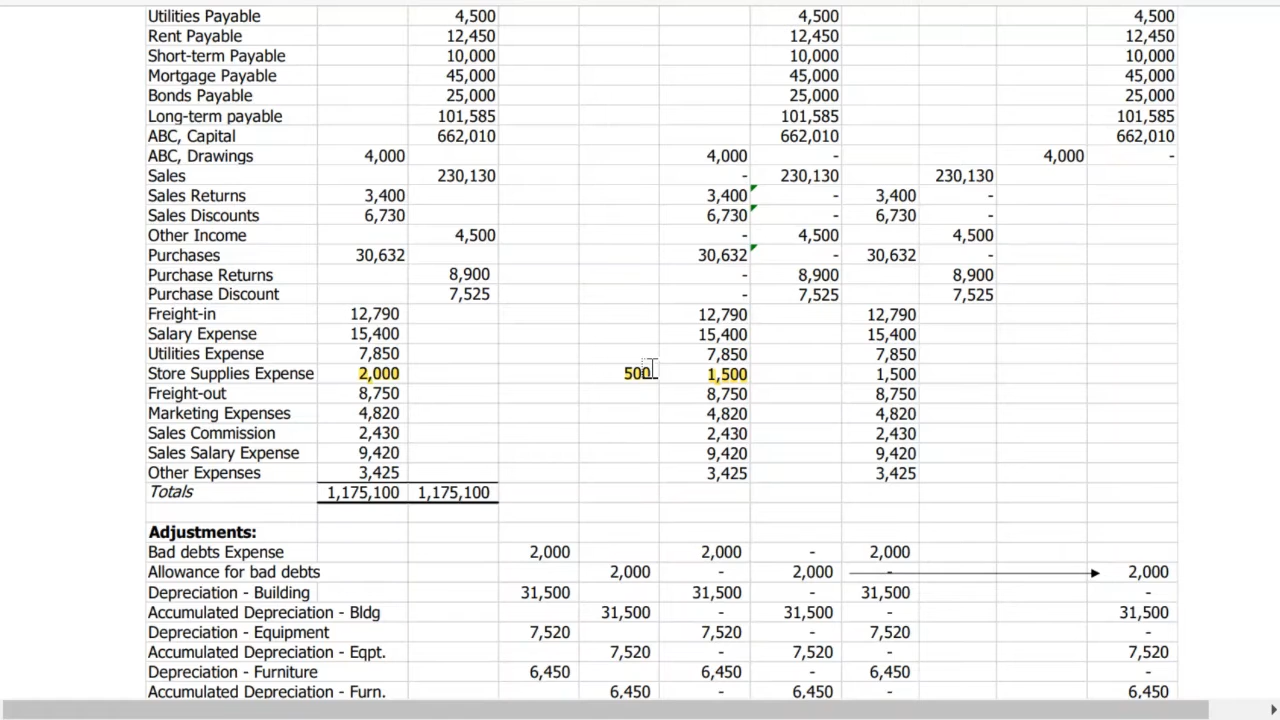 Utilities Payable 4,500 4,500 4,500
Rent Payable 12,450 12,450 12,450
Short-term Payable 10,000 10,000 10,000
Mortgage Payable 45,000 45,000 45,000
Bonds Payable 25,000 25,000 25,000
Long-term payable 101,585 101,585 101,585
ABC, Capital 662,010 662,010 662,010
ABC, Drawings 4,000 4,000 - 4,000 -
Sales 230,130 - 230,130 230,130
Sales Returns 3,400 3,400 - 3,400 -
Sales Discounts 6,730 6,730 - 6,730 -
Other Income 4,500 - 4,500 4,500
Purchases 30,632 30,632 - 30,632 -
Purchase Returns 8,900 - 8,900 8,900
Purchase Discount 7,525 - 7,525 7,525
Freight-in 12,790 12,790 12,790
Salary Expense 15,400 15,400 15,400
Utilities Expense 7,850 7,850 7,850
Store Supplies Expense 2,000 500 1,500 1,500
Freight-out 8,750 8,750 8,750
Marketing Expenses 4,820 4,820 4,820
Sales Commission 2,430 2,430 2,430
Sales Salary Expense 9,420 9,420 9,420
Other Expenses 3,425 3,425 3,425
Totals 1,175,100 1,175,100
Adjustments:
Bad debts Expense 2,000 2,000 - 2,000
Allowance for bad debts 2,000 - 2,000 - 2,000
Depreciation - Building 31,500 31,500 - 31,500 -
Accumulated Depreciation - Bldg 31,500 - 31,500 - 31,500
Depreciation - Equipment 7,520 7,520 - 7,520 -
Accumulated Depreciation - Eqpt. 7,520 - 7,520 - 7,520
Depreciation - Furniture 6,450 6,450 - 6,450 -
Accumulated Depreciation - Furn. 6,450 - 6,450 - 6,450